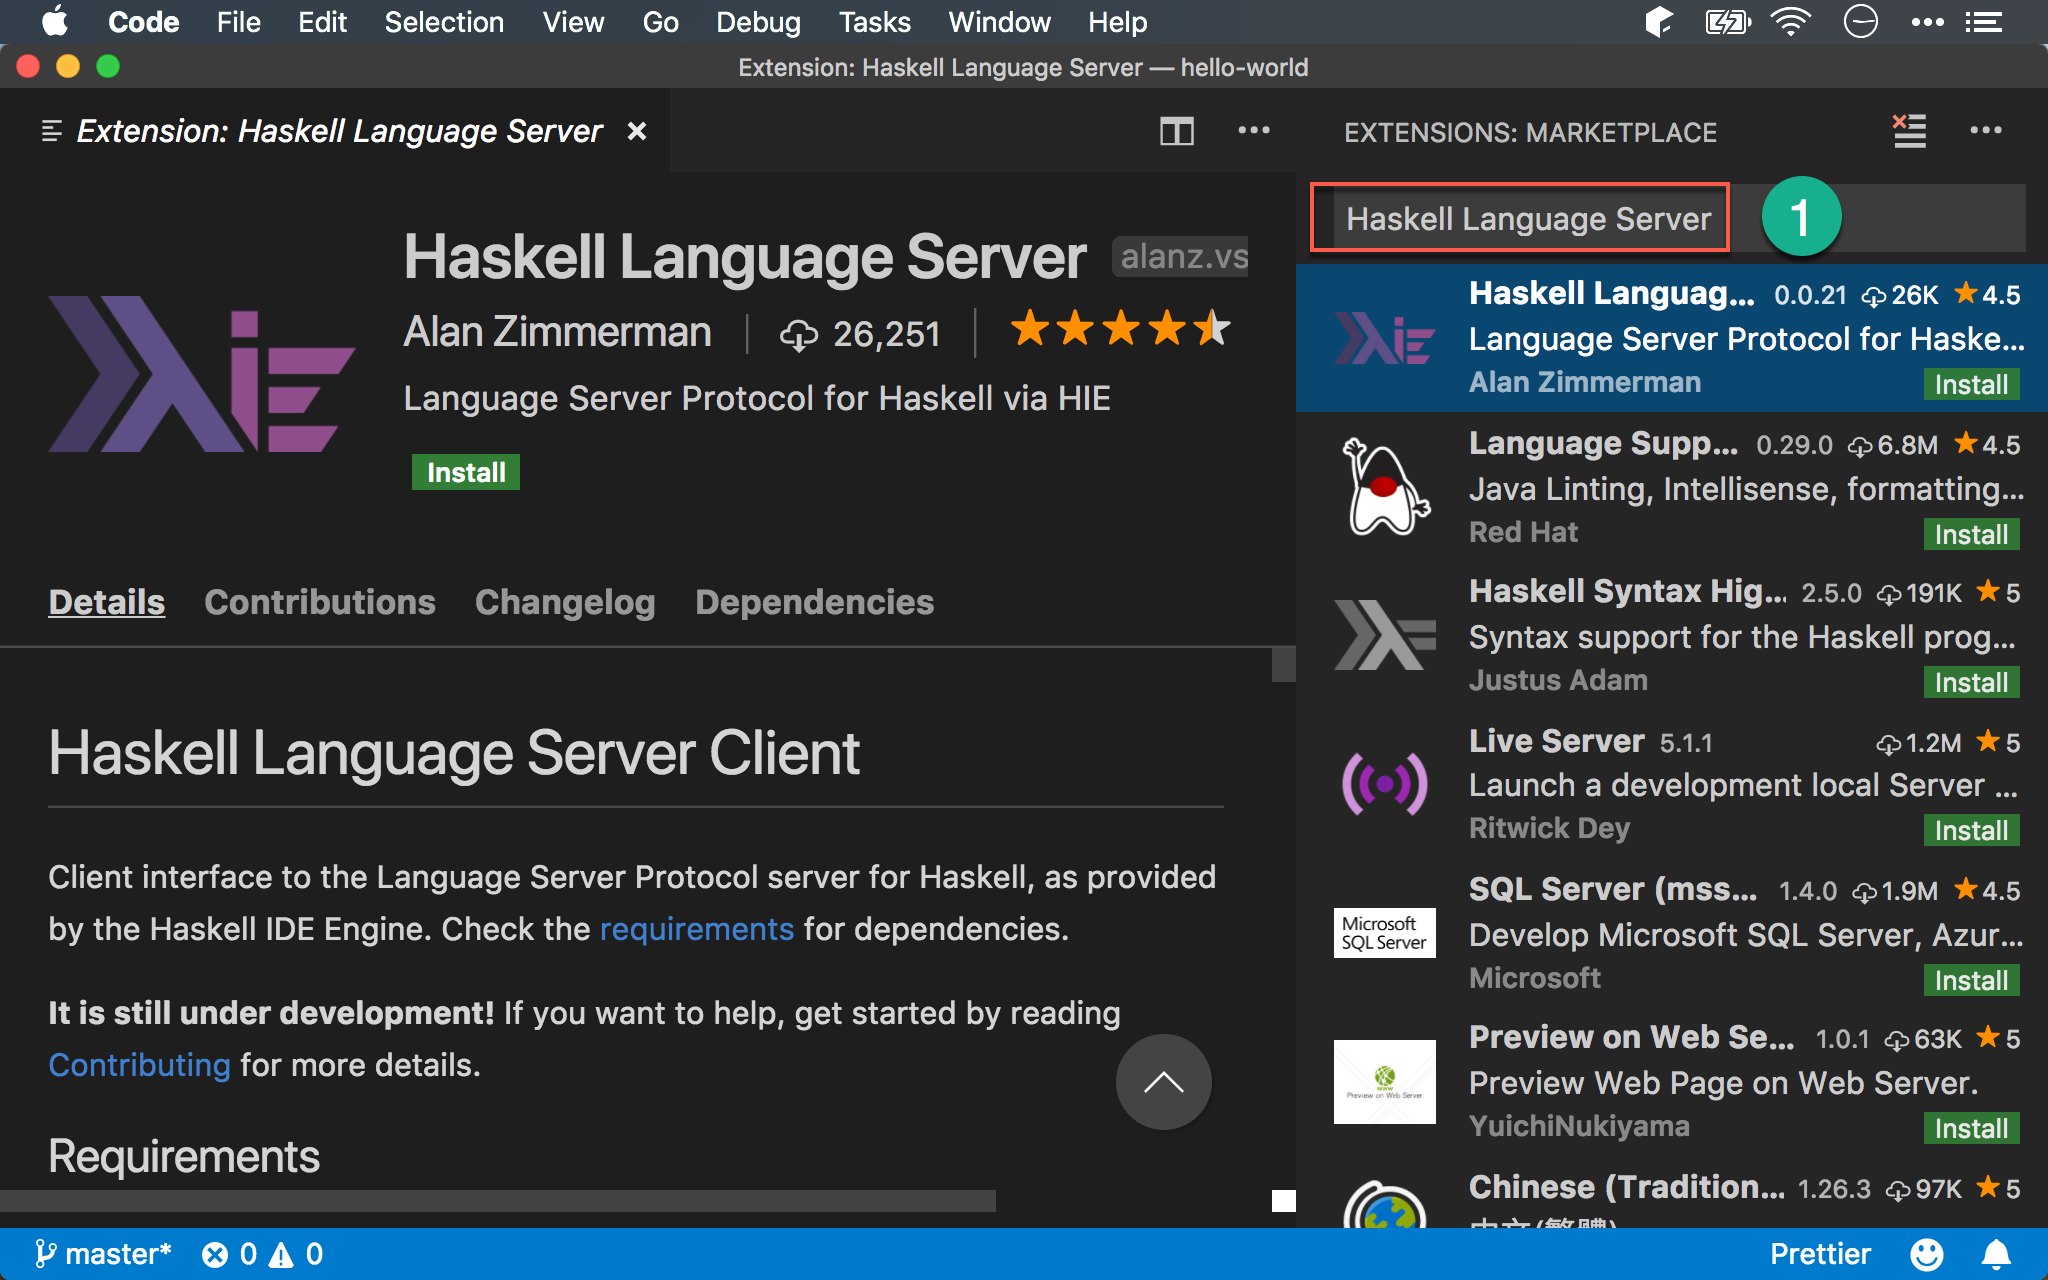 Code File Edit Selection View Go Debug Tasks Window Help
Extension: Haskell Language Server — hello-world
Extension: Haskell Language Server
Haskell Language Server alanz.vs
Alan Zimmerman 26,251
Language Server Protocol for Haskell via HIE
Install
Details Contributions Changelog Dependencies
Haskell Language Server Client
Client interface to the Language Server Protocol server for Haskell, as provided
by the Haskell IDE Engine. Check the requirements for dependencies.
It is still under development! If you want to help, get started by reading
Contributing for more details.
Requirements
EXTENSIONS: MARKETPLACE
Haskell Language Server 1
Haskell Languag... 0.0.21 26K 4.5
Language Server Protocol for Haske...
Alan Zimmerman Install
Language Supp... 0.29.0 6.8M 4.5
Java Linting, Intellisense, formatting...
Red Hat Install
Haskell Syntax Hig... 2.5.0 191K 5
Syntax support for the Haskell prog...
Justus Adam Install
Live Server 5.1.1 1.2M 5
Launch a development local Server ...
Ritwick Dey Install
Microsoft
SQL Server
SQL Server (mss... 1.4.0 1.9M 4.5
Develop Microsoft SQL Server, Azur...
Microsoft Install
www
Preview on Web Server
Preview on Web Se... 1.0.1 63K 5
Preview Web Page on Web Server.
YuichiNukiyama Install
Chinese (Tradition... 1.26.3 97K 5
中文(繁體)
master* 0 0 Prettier